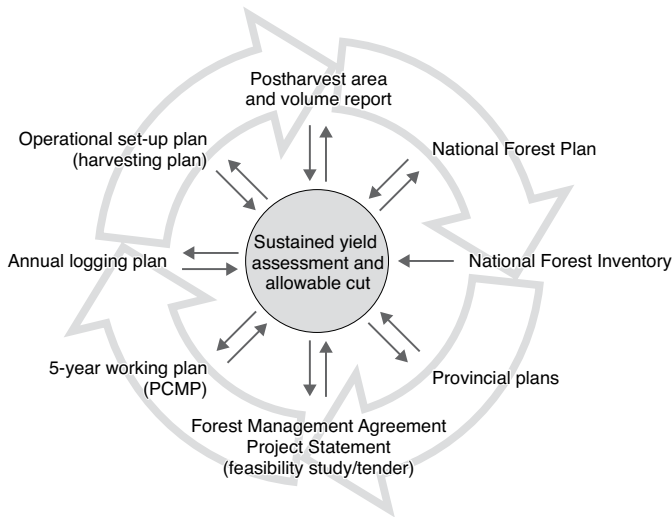 Postharvest area
and volume report
National Forest Plan
National Forest Inventory
Provincial plans
Forest Management Agreement
Project Statement
(feasibility study/tender)
5-year working plan
(PCMP)
Annual logging plan
Operational set-up plan
(harvesting plan)
Sustained yield
assessment and
allowable cut